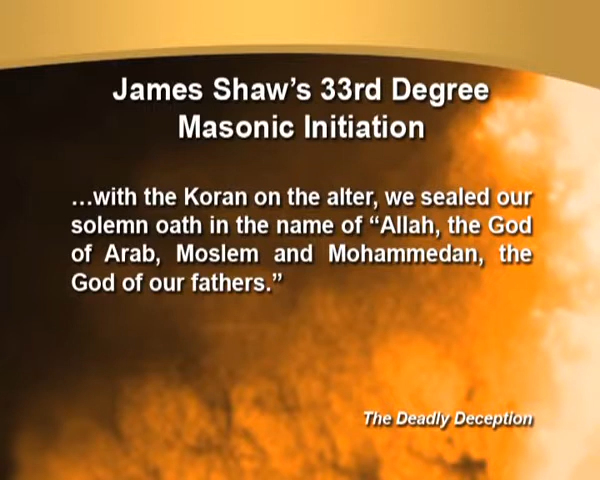 James Shaw’s 33rd Degree
Masonic Initiation
…with the Koran on the alter, we sealed our
solemn oath in the name of “Allah, the God
of Arab, Moslem and Mohammedan, the
God of our fathers.”
The Deadly Deception